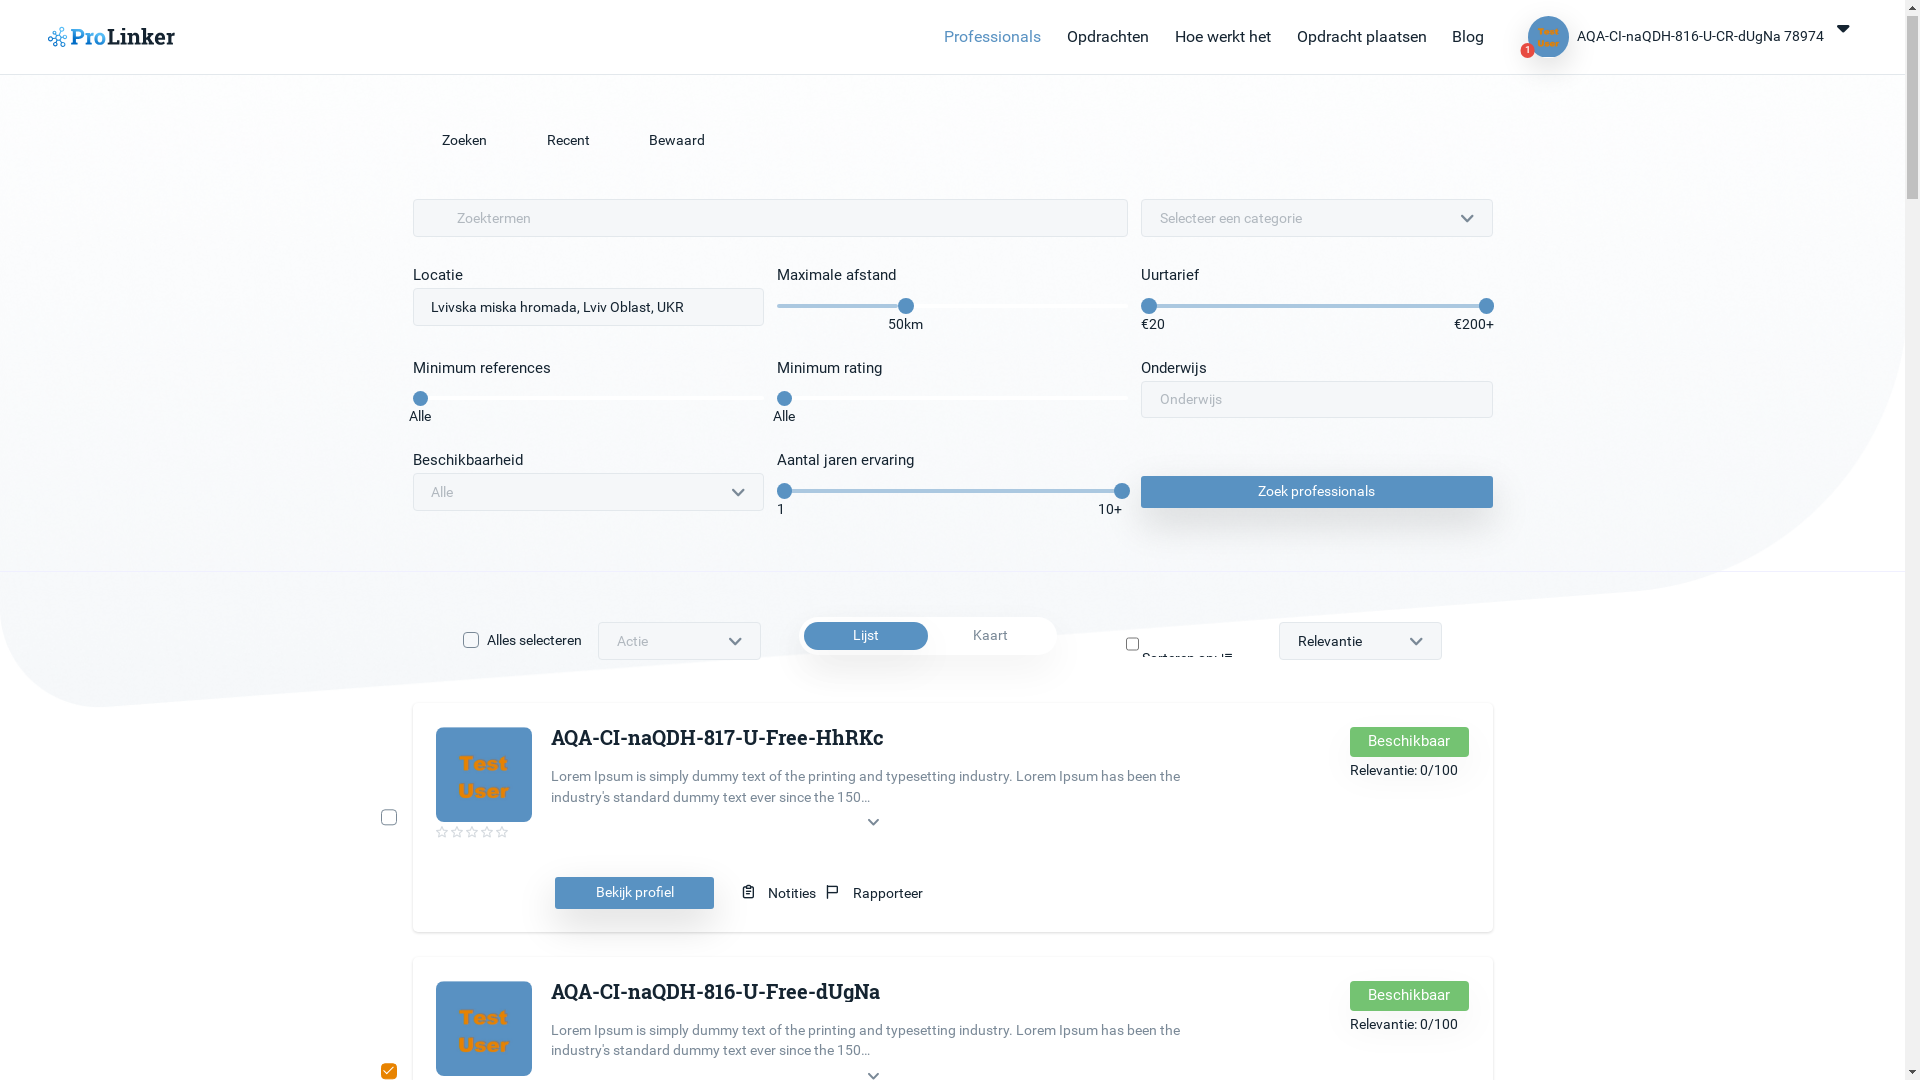 ProLinker
Professionals
Opdrachten
Hoe werkt het
Opdracht plaatsen
Blog
Test
User
1
AQA-CI-naQDH-816-U-CR-dUgNa 78974
Zoeken
Recent
Bewaard
Zoektermen
Selecteer een categorie
Locatie
Maximale afstand
Uurtarief
Lvivska miska hromada, Lviv Oblast, UKR
50km
€20
€200+
Minimum references
Minimum rating
Onderwijs
Alle
Alle
Onderwijs
Beschikbaarheid
Aantal jaren ervaring
Alle
1
10+
Zoek professionals
Alles selecteren
Actie
Lijst
Kaart
Sorteren op:
Relevantie
Test
User
AQA-CI-naQDH-817-U-Free-HhRKc
Lorem Ipsum is simply dummy text of the printing and typesetting industry. Lorem Ipsum has been the
industry's standard dummy text ever since the 150...
Beschikbaar
Relevantie: 0/100
Bekijk profiel
Notities
Rapporteer
Test
User
AQA-CI-naQDH-816-U-Free-dUgNa
Lorem Ipsum is simply dummy text of the printing and typesetting industry. Lorem Ipsum has been the
industry's standard dummy text ever since the 150...
Beschikbaar
Relevantie: 0/100